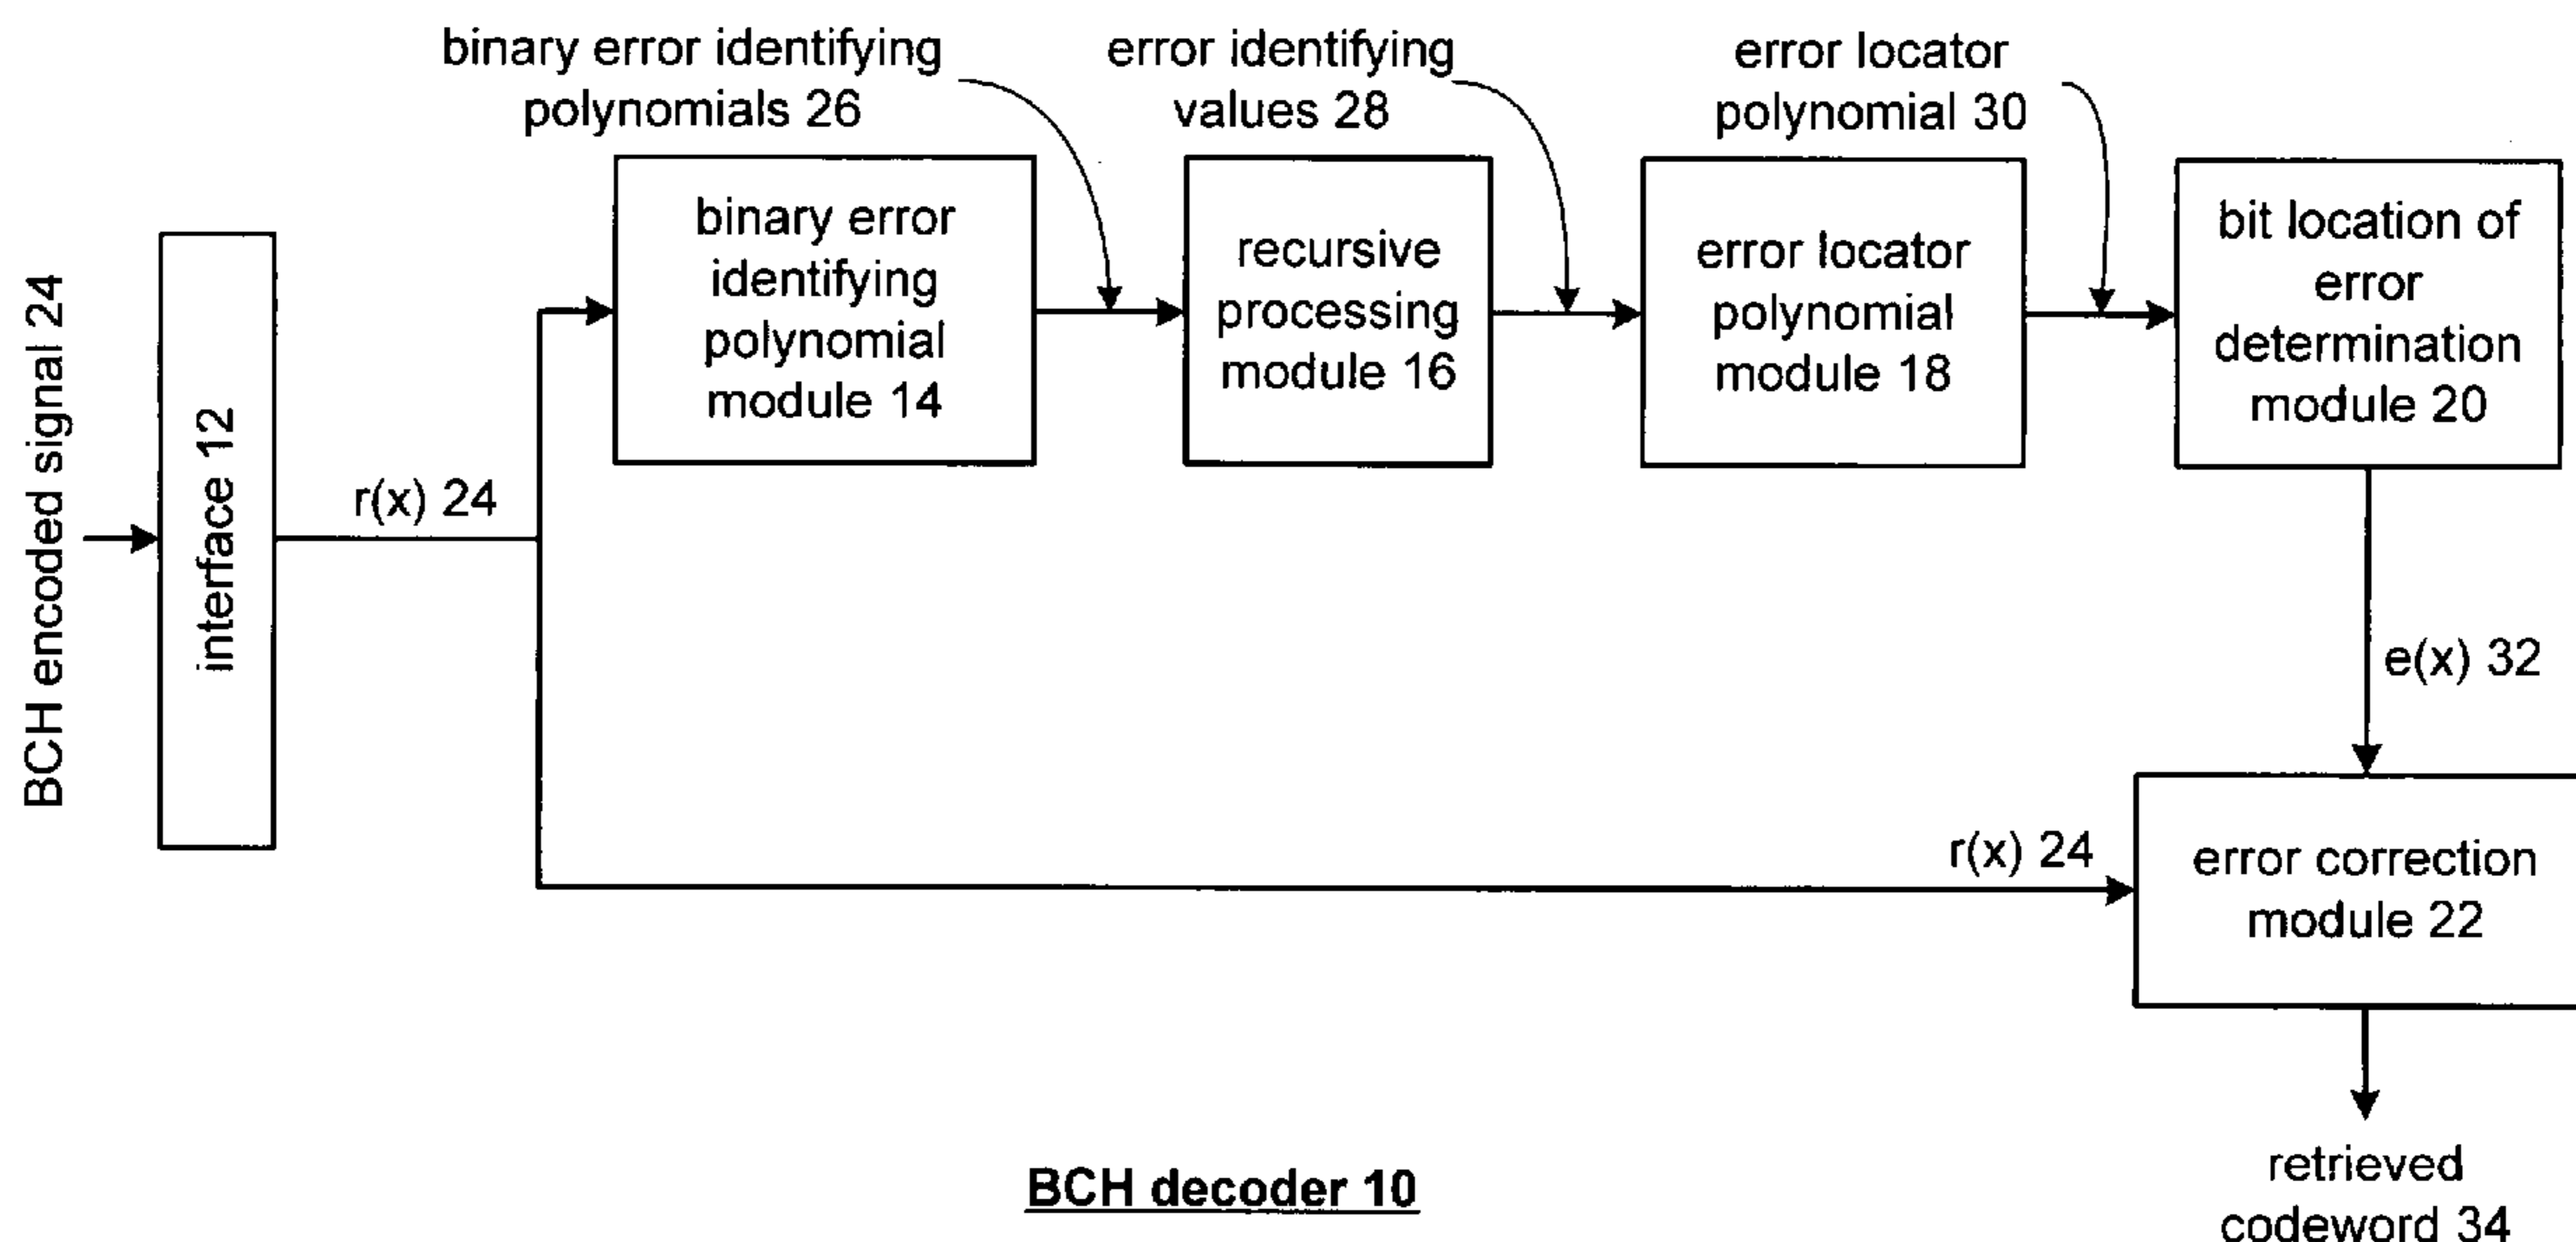 binary error identifying
polynomials 26
error identifying
values 28
error locator
polynomial 30
BCH encoded signal 24
interface 12
r(x) 24
binary error
identifying
polynomial
module 14
recursive
processing
module 16
error locator
polynomial
module 18
bit location of
error
determination
module 20
e(x) 32
r(x) 24
error correction
module 22
retrieved
codeword 34
BCH decoder 10